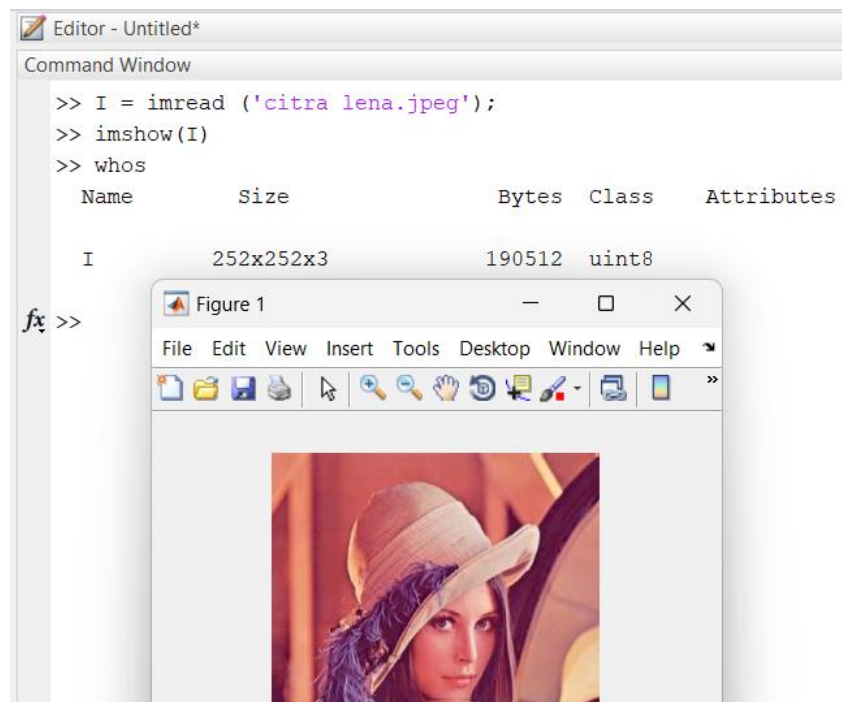 Editor - Untitled*
Command Window
>> I = imread ('citra lena.jpeg');
>> imshow(I)
>> whos
Name Size Bytes Class Attributes
I 252x252x3 190512 uint8
fx >>
Figure 1
File Edit View Insert Tools Desktop Window Help